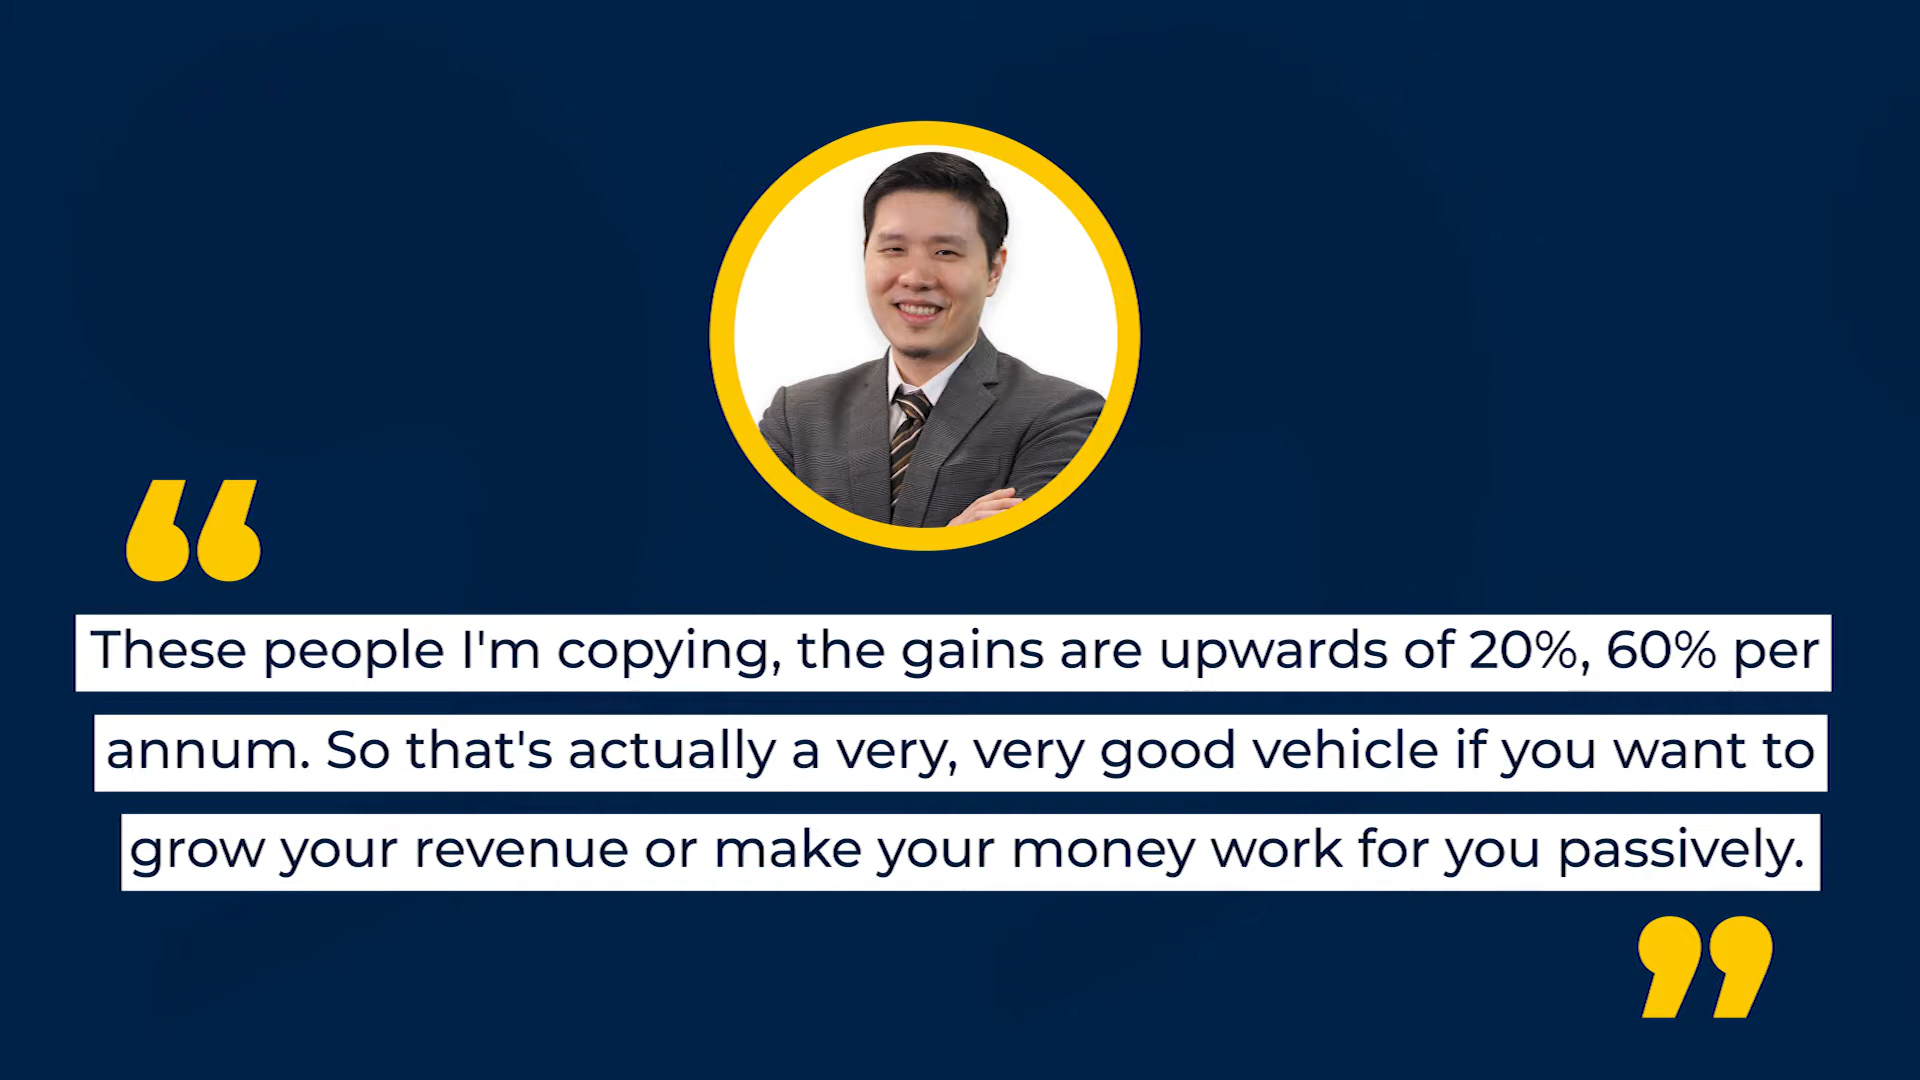 “
These people I'm copying, the gains are upwards of 20%, 60% per
annum. So that's actually a very, very good vehicle if you want to
grow your revenue or make your money work for you passively.
”